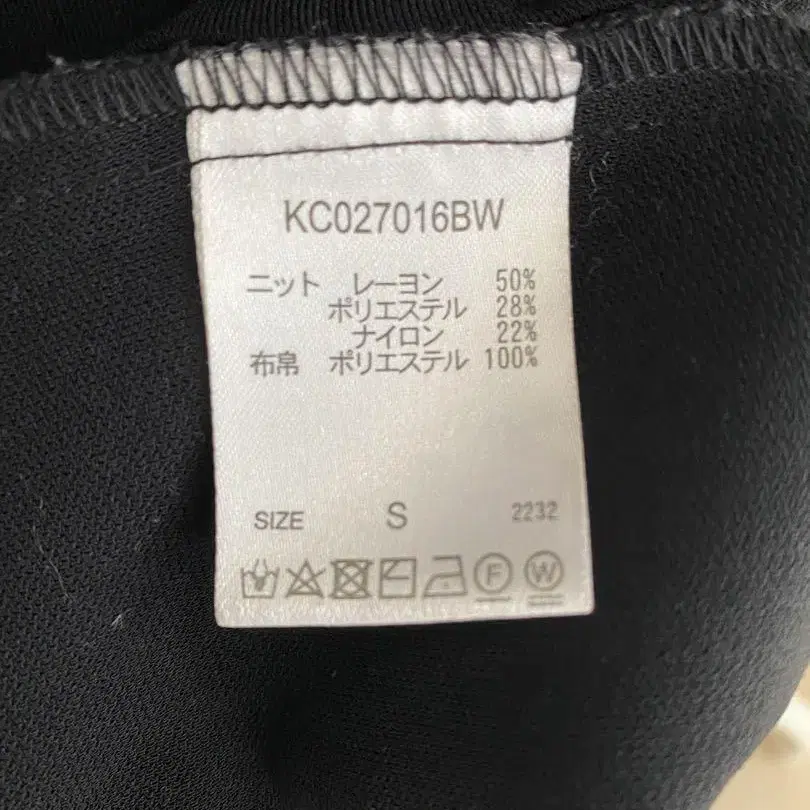 KC027016BW
ニット レーヨン 50%
ポリエステル 28%
ナイロン 22%
布帛 ポリエステル 100%
SIZE S 2232
F W